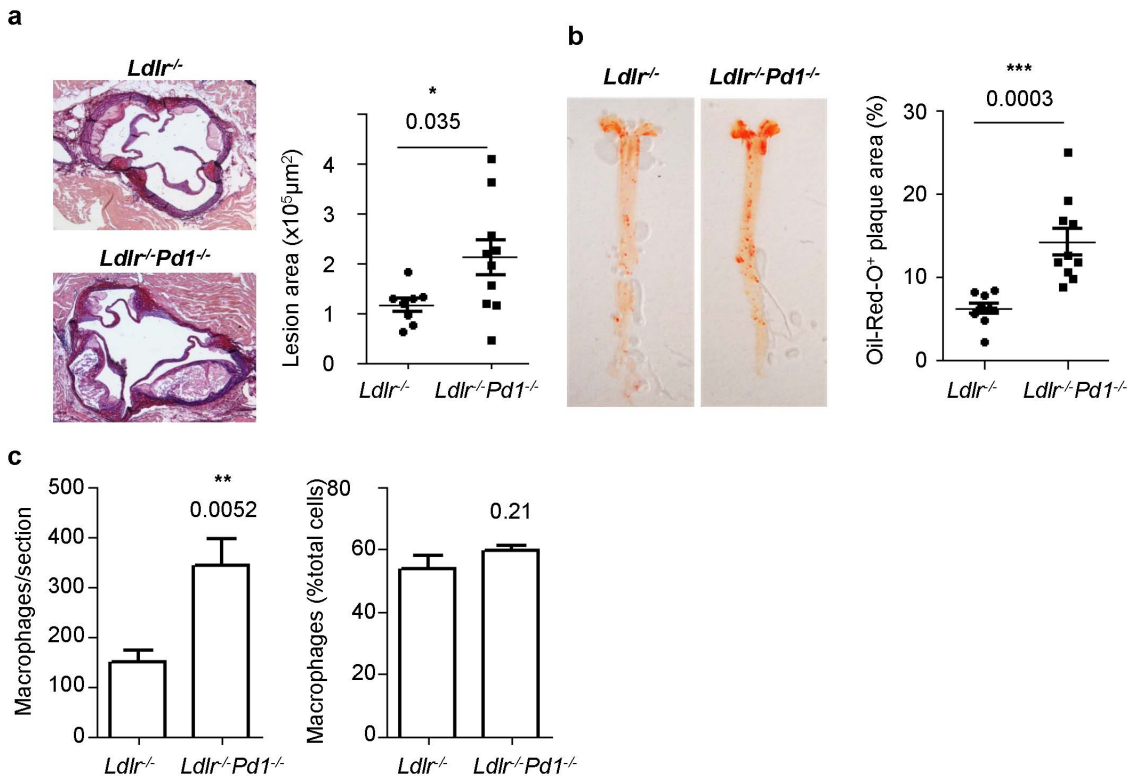 a
Ldlr-/-
Ldlr-/-Pd1-/-
*
0.035
Lesion area (x10⁵µm²)
4
3
2
1
0
Ldlr-/-
Ldlr-/-Pd1-/-
b
Ldlr-/-
Ldlr-/-Pd1-/-
***
0.0003
Oil-Red-O⁺ plaque area (%)
30
20
10
0
Ldlr-/-
Ldlr-/-Pd1-/-
c
**
0.0052
Macrophages/section
500
400
300
150
100
0
Ldlr-/-
Ldlr-/-Pd1-/-
0.21
Macrophages (%total cells)
80
60
40
20
0
Ldlr-/-
Ldlr-/-Pd1-/-